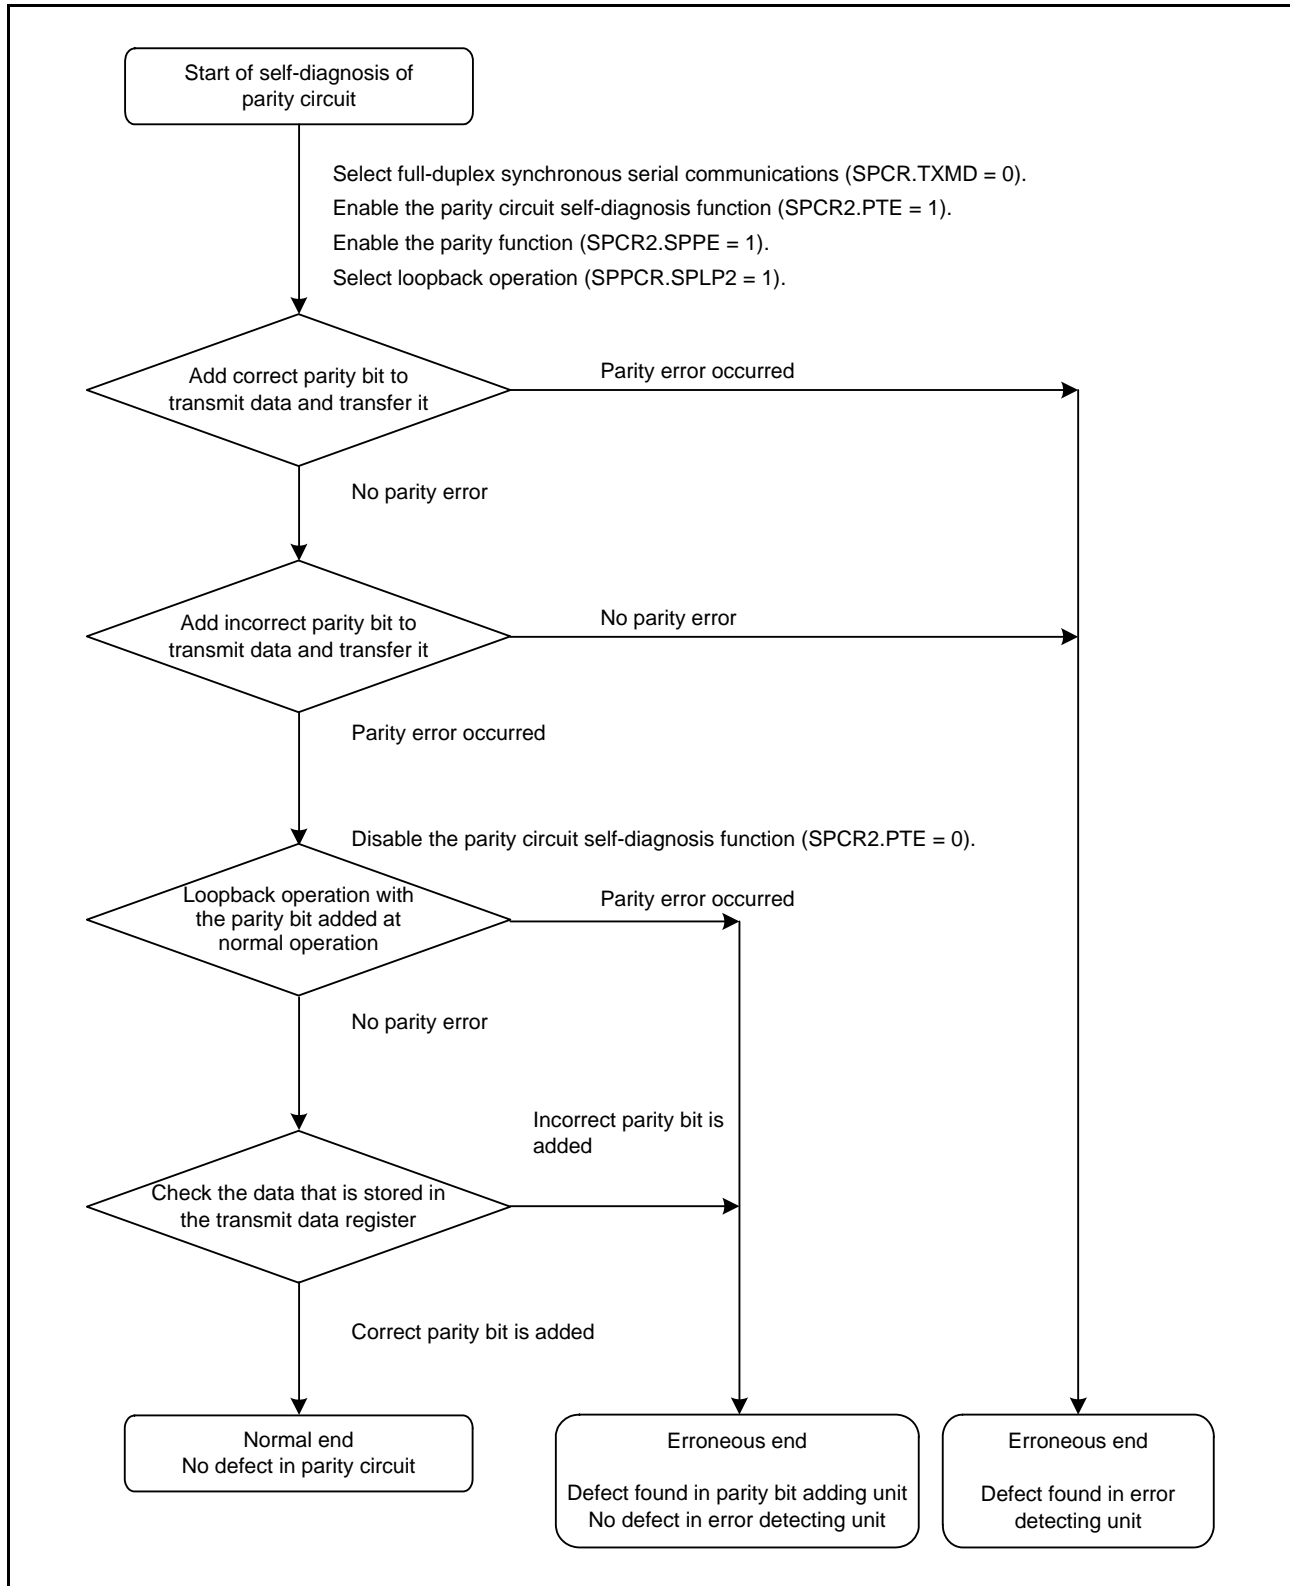 Start of self-diagnosis of
parity circuit
Select full-duplex synchronous serial communications (SPCR.TXMD = 0).
Enable the parity circuit self-diagnosis function (SPCR2.PTE = 1).
Enable the parity function (SPCR2.SPPE = 1).
Select loopback operation (SPPCR.SPLP2 = 1).
Add correct parity bit to
transmit data and transfer it
Parity error occurred
No parity error
Add incorrect parity bit to
transmit data and transfer it
No parity error
Parity error occurred
Disable the parity circuit self-diagnosis function (SPCR2.PTE = 0).
Loopback operation with
the parity bit added at
normal operation
Parity error occurred
No parity error
Incorrect parity bit is
added
Check the data that is stored in
the transmit data register
Correct parity bit is added
Normal end
No defect in parity circuit
Erroneous end
Defect found in parity bit adding unit
No defect in error detecting unit
Erroneous end
Defect found in error
detecting unit